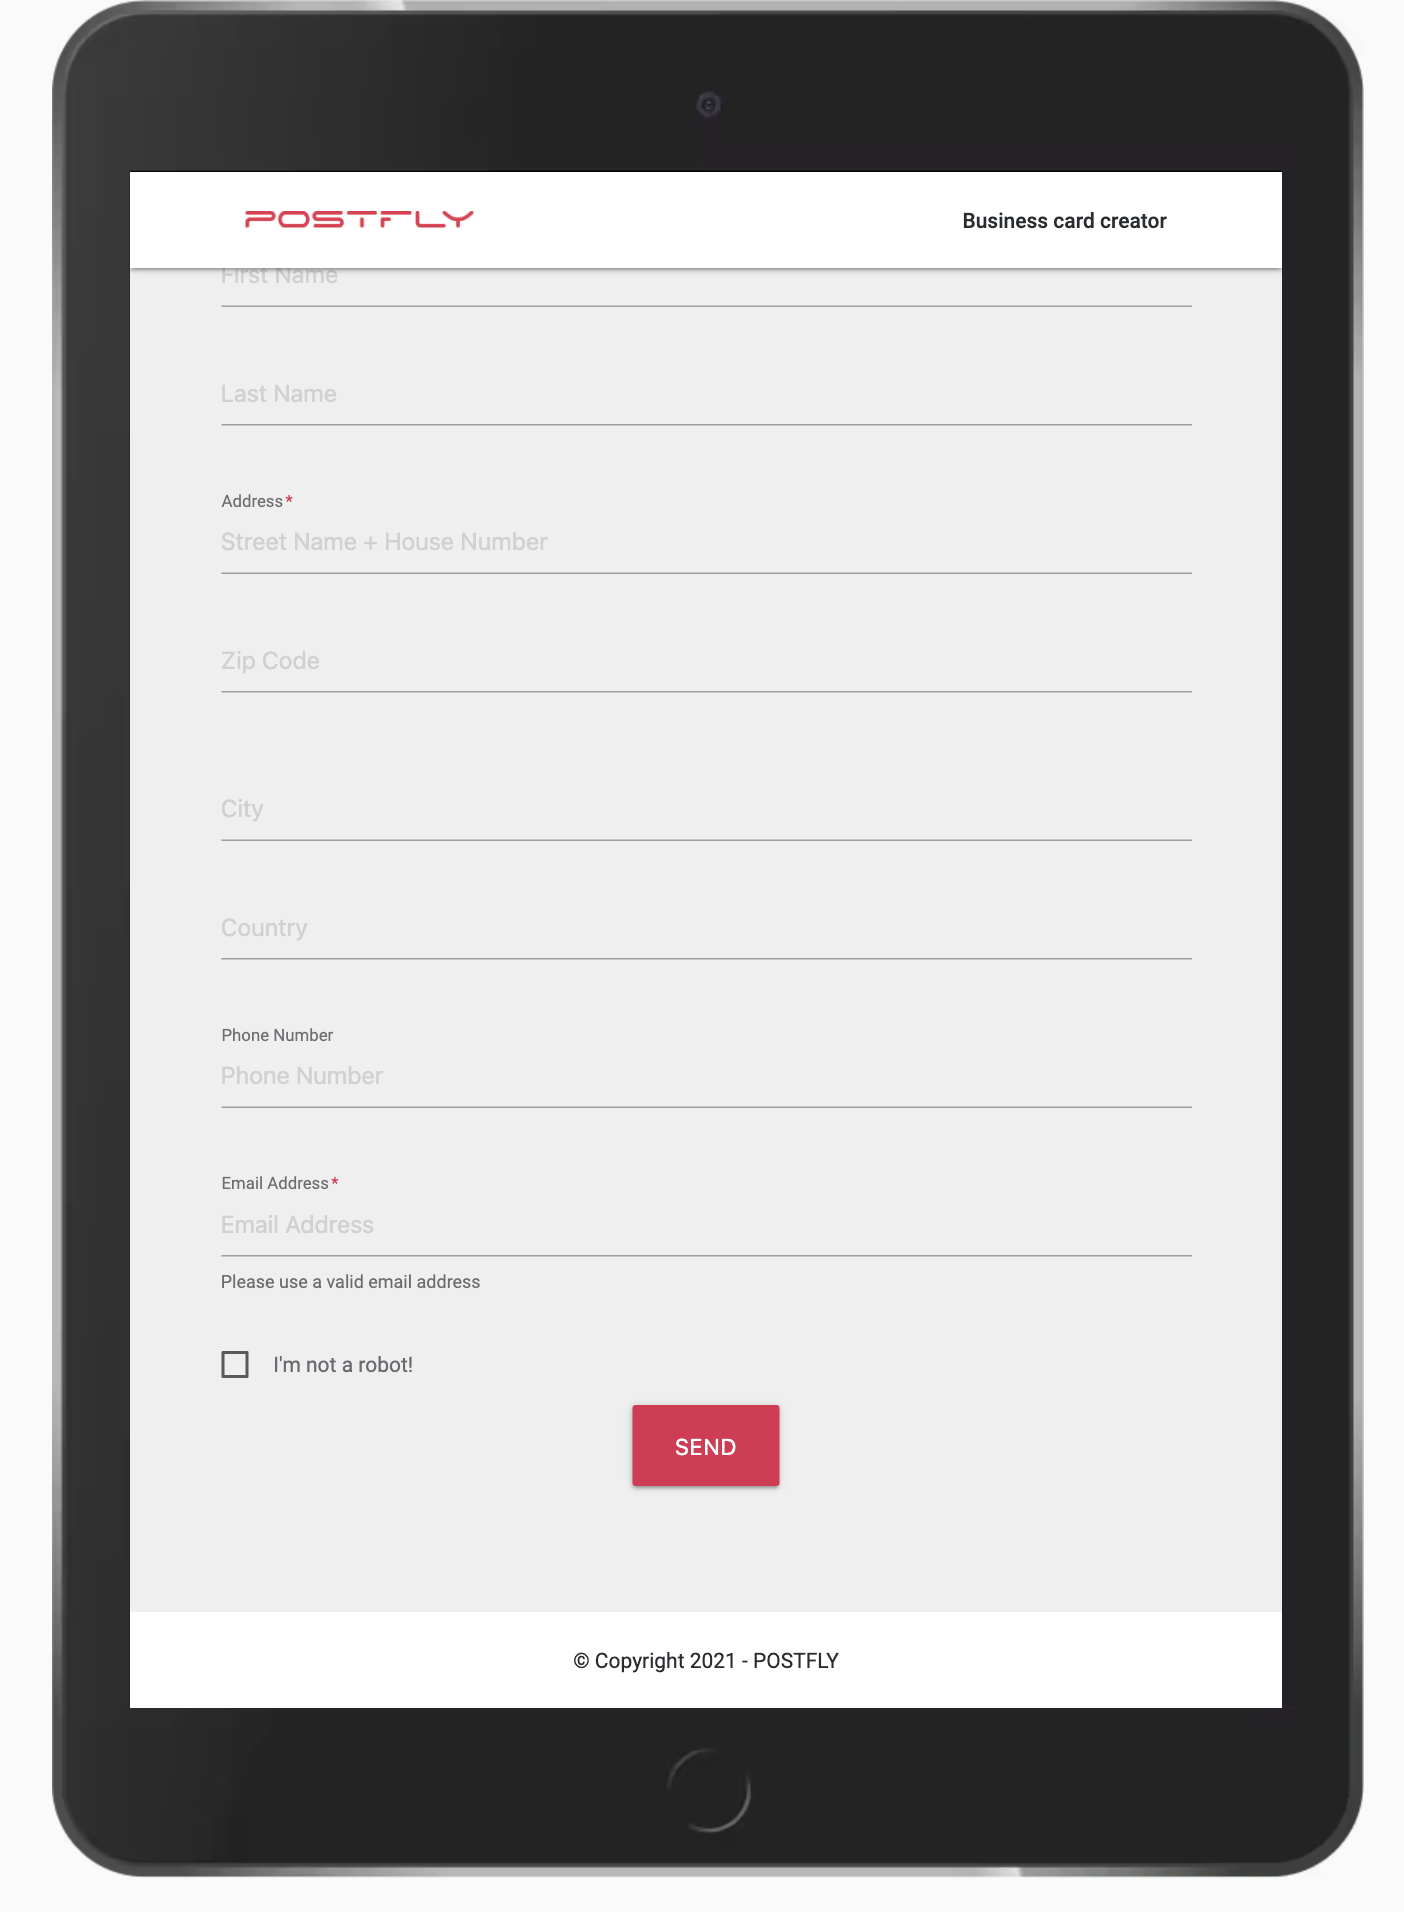 POSTFLY
Business card creator
First Name
Last Name
Address*
Street Name + House Number
Zip Code
City
Country
Phone Number
Phone Number
Email Address*
Email Address
Please use a valid email address
I'm not a robot!
SEND
© Copyright 2021 - POSTFLY